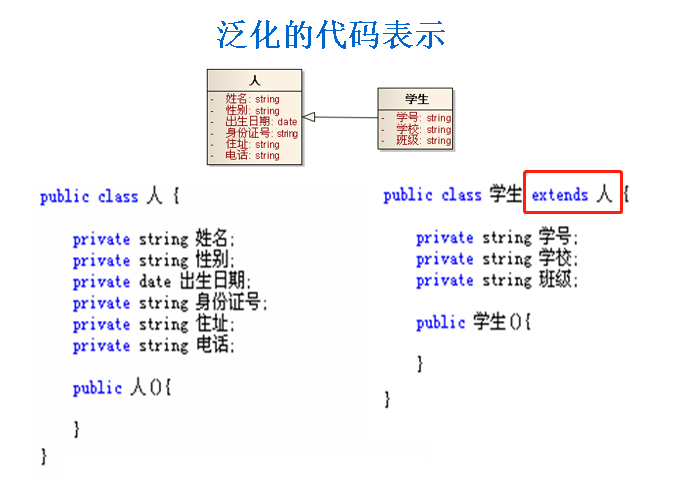 泛化的代码表示
人
- 姓名: string
- 性别: string
- 出生日期: date
- 身份证号: string
- 住址: string
- 电话: string
学生
- 学号: string
- 学校: string
- 班级: string
public class 人 {
private string 姓名;
private string 性别;
private date 出生日期;
private string 身份证号;
private string 住址;
private string 电话;
public 人(){
}
}
public class 学生 extends 人 {
private string 学号;
private string 学校;
private string 班级;
public 学生(){
}
}